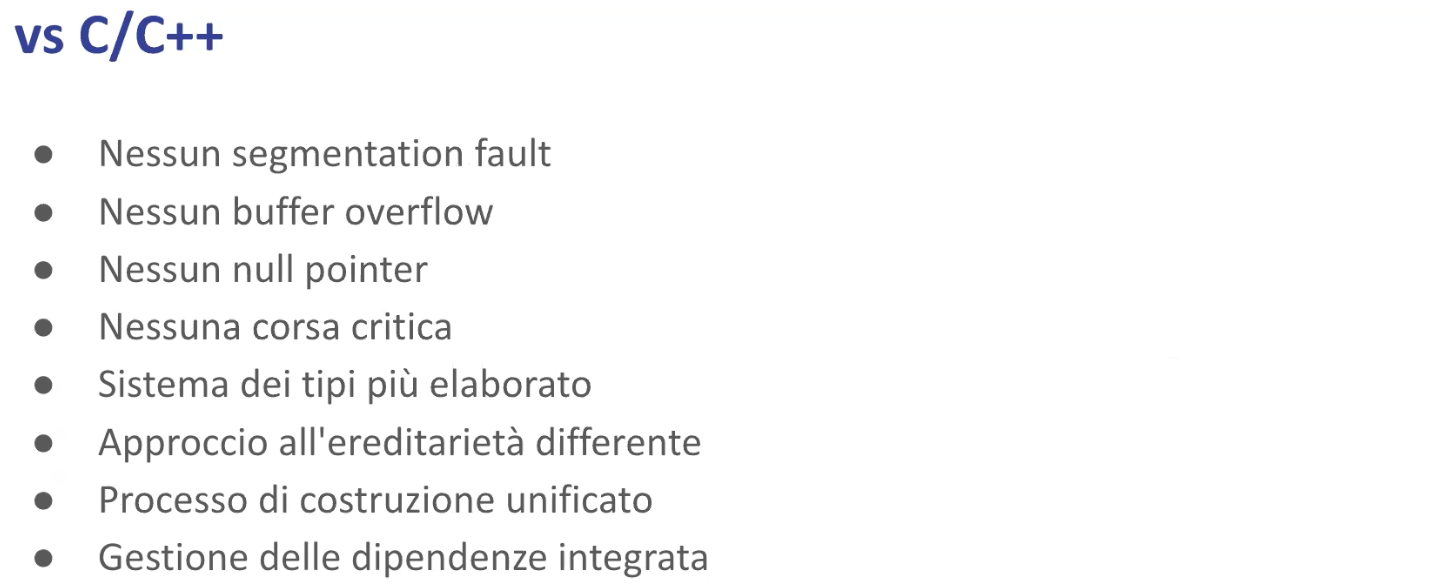 vs C/C++
● Nessun segmentation fault
● Nessun buffer overflow
● Nessun null pointer
● Nessuna corsa critica
● Sistema dei tipi più elaborato
● Approccio all'ereditarietà differente
● Processo di costruzione unificato
● Gestione delle dipendenze integrata